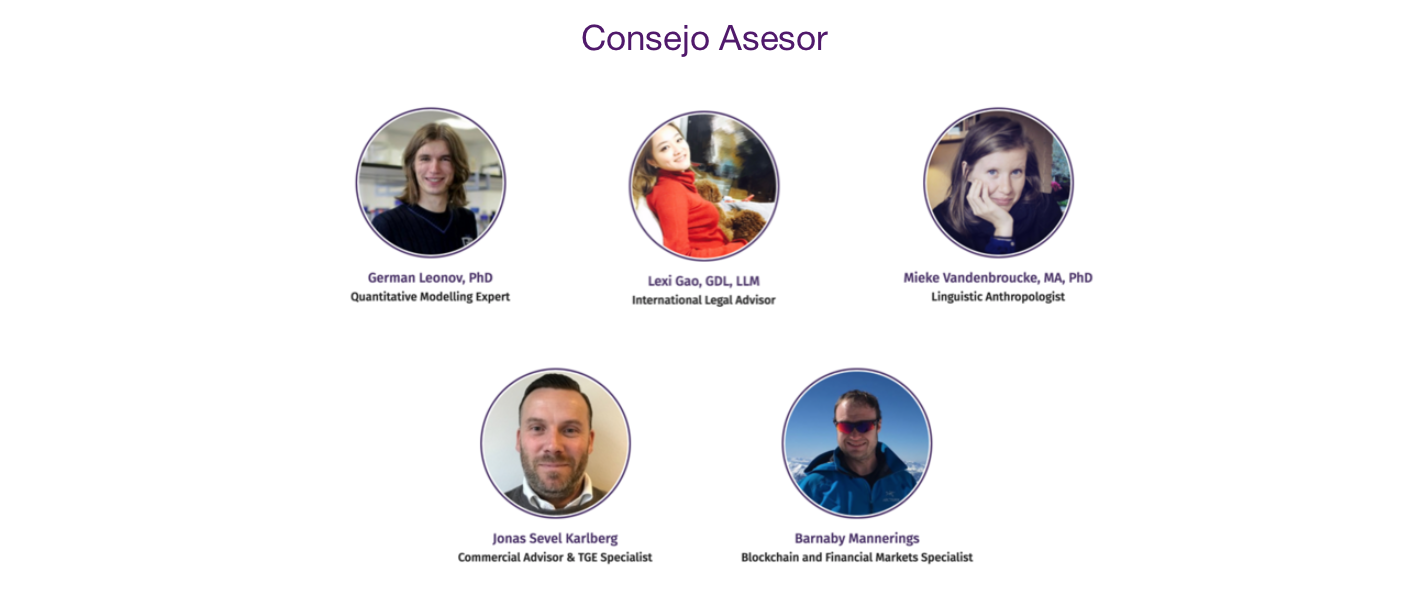 Consejo Asesor
German Leonov, PhD
Quantitative Modelling Expert
Lexi Gao, GDL, LLM
International Legal Advisor
Mieke Vandenbroucke, MA, PhD
Linguistic Anthropologist
Jonas Sevel Karlberg
Commercial Advisor & TGE Specialist
Barnaby Mannerings
Blockchain and Financial Markets Specialist